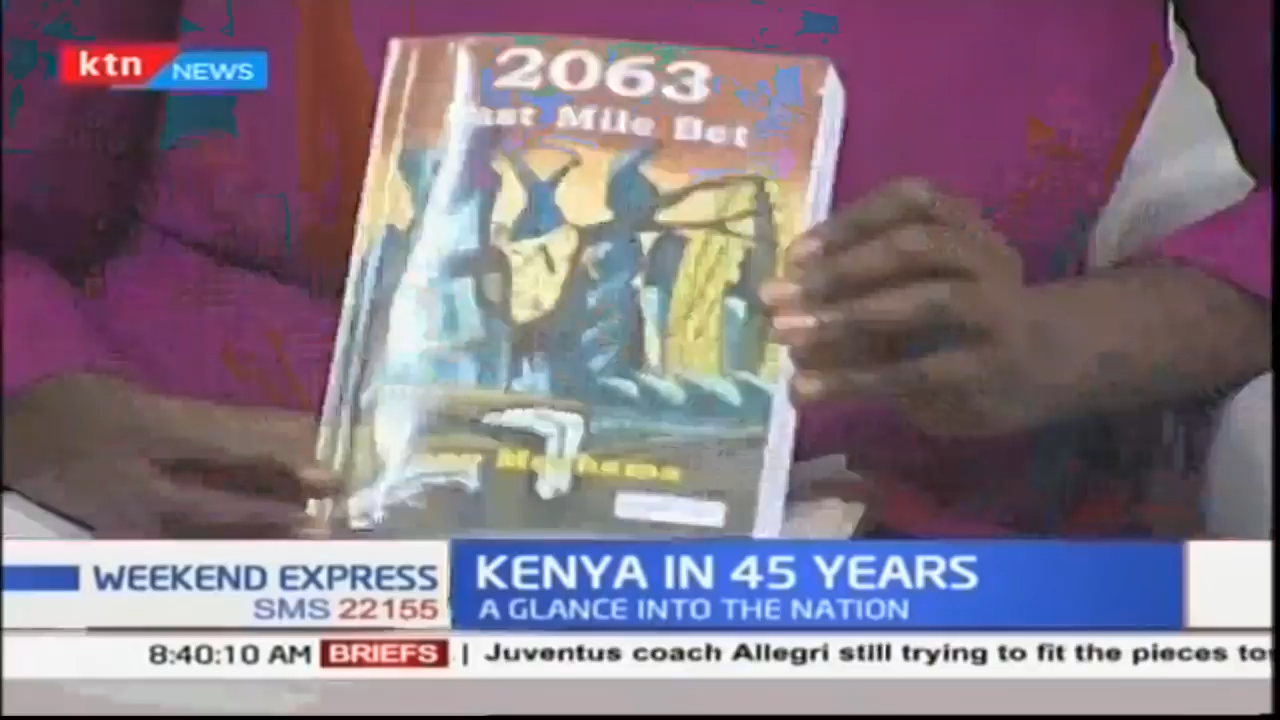 ktn NEWS
2063
Mile Bet
WEEKEND EXPRESS
SMS 22155
KENYA IN 45 YEARS
A GLANCE INTO THE NATION
8:40:10 AM BRIEFS | Juventus coach Allegri still trying to fit the pieces to